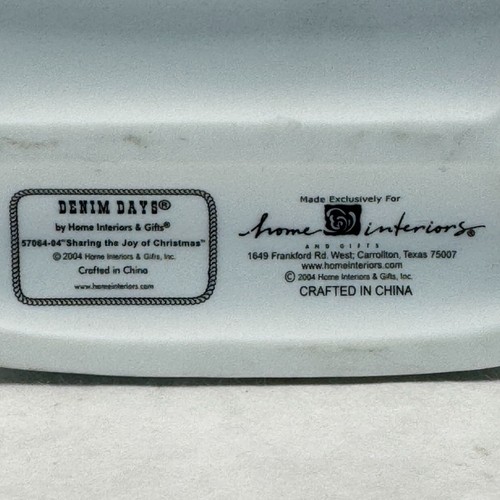 DENIM DAYS®
by Home Interiors & Gifts®
57064-04"Sharing the Joy of Christmas"
© 2004 Home Interiors & Gifts, Inc.
Crafted in China
www.homeinteriors.com
Made Exclusively For
home interiors®
AND GIFTS
1649 Frankford Rd. West; Carrollton, Texas 75007
www.homeinteriors.com
© 2004 Home Interiors & Gifts, Inc.
CRAFTED IN CHINA